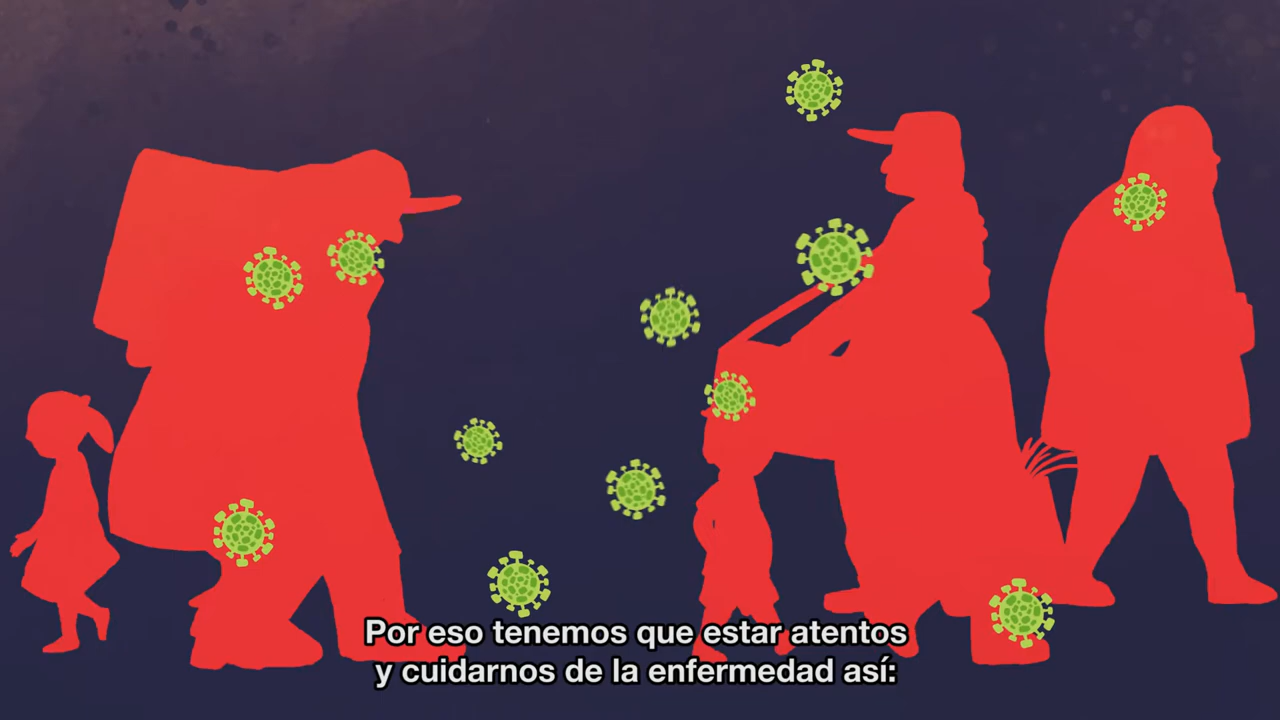 Por eso tenemos que estar atentos
y cuidarnos de la enfermedad así: